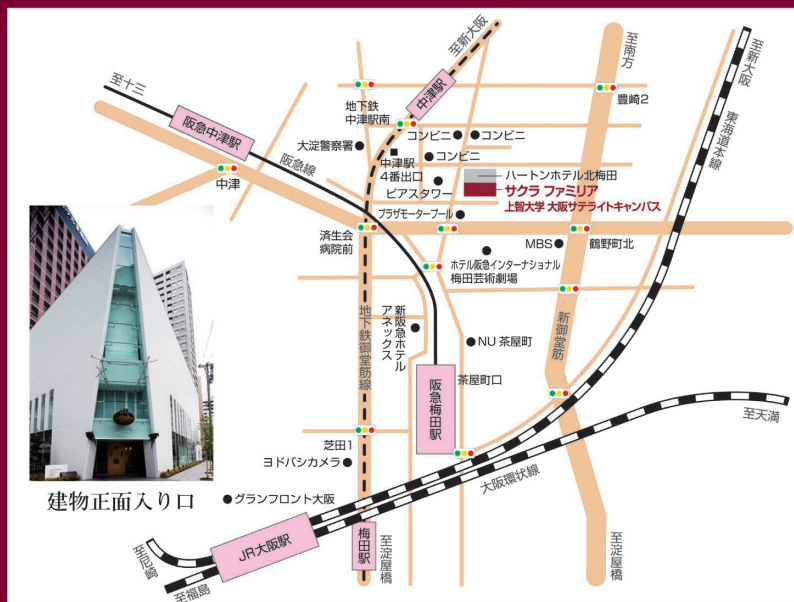 至新大阪
至南方
至新大阪
東海道本線
至十三
中津駅
地下鉄
中津駅南
豊崎2
阪急中津駅
大淀警察署
コンビニ
コンビニ
コンビニ
中津駅
4番出口
阪急線
中津
ピアスタワー
ハートンホテル北梅田
サクラ ファミリア
上智大学 大阪サテライトキャンパス
プラザモータープール
済生会
病院前
MBS
鶴野町北
ホテル阪急インターナショナル
梅田芸術劇場
地下鉄御堂筋線
新阪急ホテル
アネックス
新御堂筋
NU 茶屋町
阪急梅田駅
茶屋町口
至天満
芝田1
ヨドバシカメラ
大阪環状線
建物正面入り口
グランフロント大阪
JR大阪駅
梅田駅
至淀屋橋
至淀屋橋
至尼崎
至福島